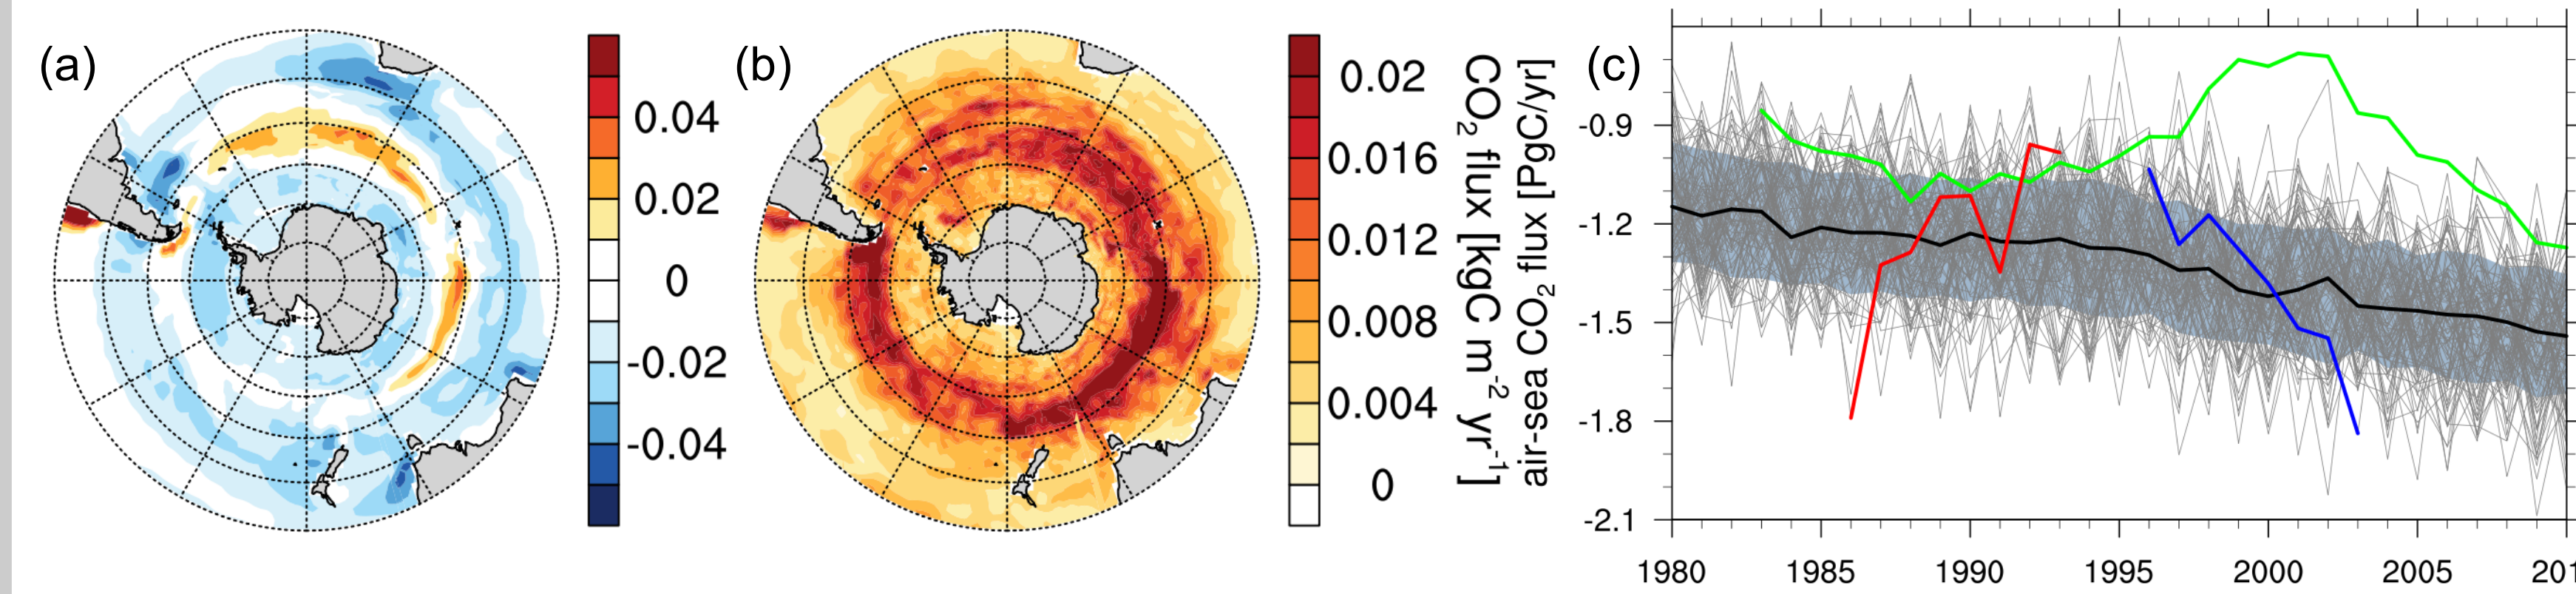 (a)
0.04
0.02
0
-0.02
-0.04
(b)
0.02
0.016
0.012
0.008
0.004
0
CO2 flux [kgC m-2 yr-1]
(c)
air-sea CO2 flux [PgC/yr]
-0.9
-1.2
-1.5
-1.8
-2.1
1980 1985 1990 1995 2000 2005 201